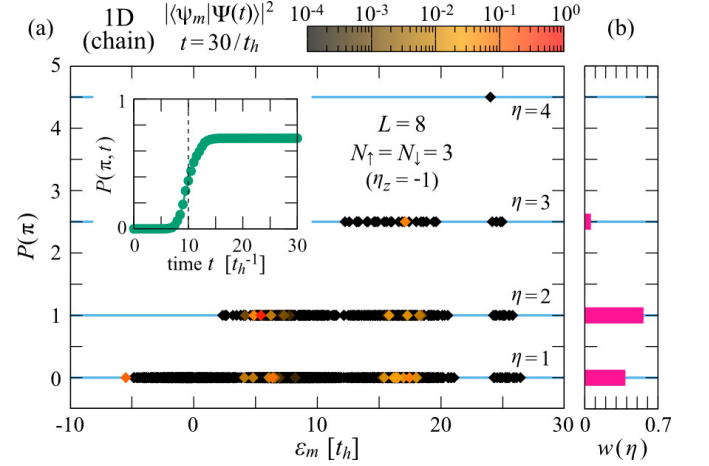 (a)
1D
(chain)
|⟨ψm|Ψ(t)⟩|²
t = 30/th
10⁻⁴ 10⁻³ 10⁻² 10⁻¹ 10⁰
(b)
P(π)
5
4
3
2
1
0
-10 0 10 20 30
εm [th]
L = 8
N↑ = N↓ = 3
(ηz = -1)
η = 4
η = 3
η = 2
η = 1
P(π, t)
1
0
0 10 20 30
time t [th⁻¹]
0 0.7
w(η)